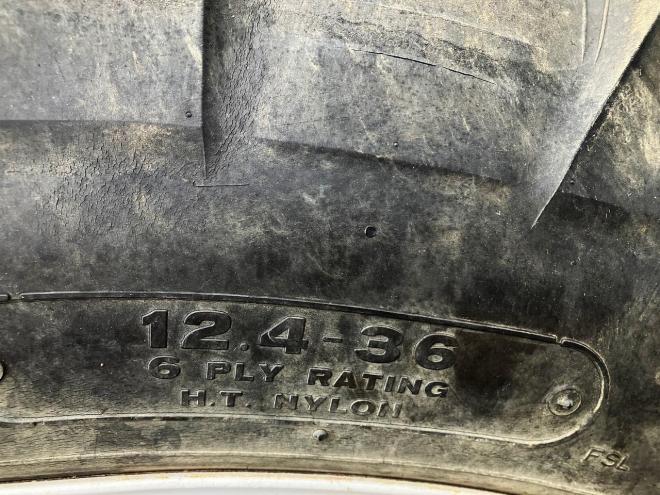 12.4-36
6 PLY RATING
H.T. NYLON
FSL